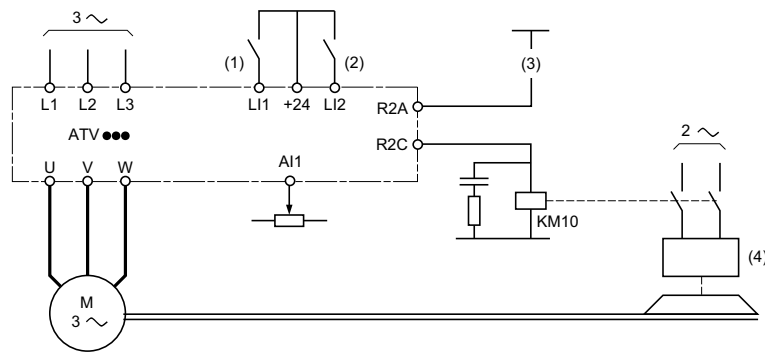 3 ~
2 ~
(1)
(2)
(3)
L1 L2 L3
LI1 +24 LI2
R2A
ATV●●●
R2C
U V W
AI1
KM10
(4)
M
3 ~